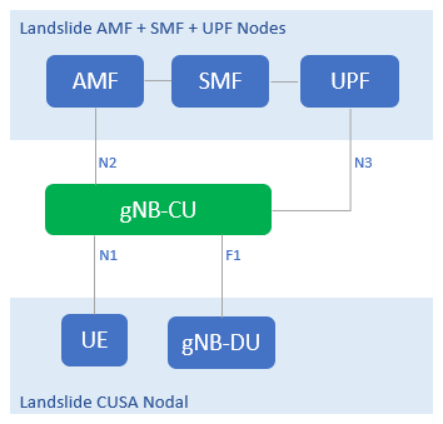 Landslide AMF + SMF + UPF Nodes
AMF SMF UPF
N2 N3
gNB-CU
N1 F1
UE gNB-DU
Landslide CUSA Nodal